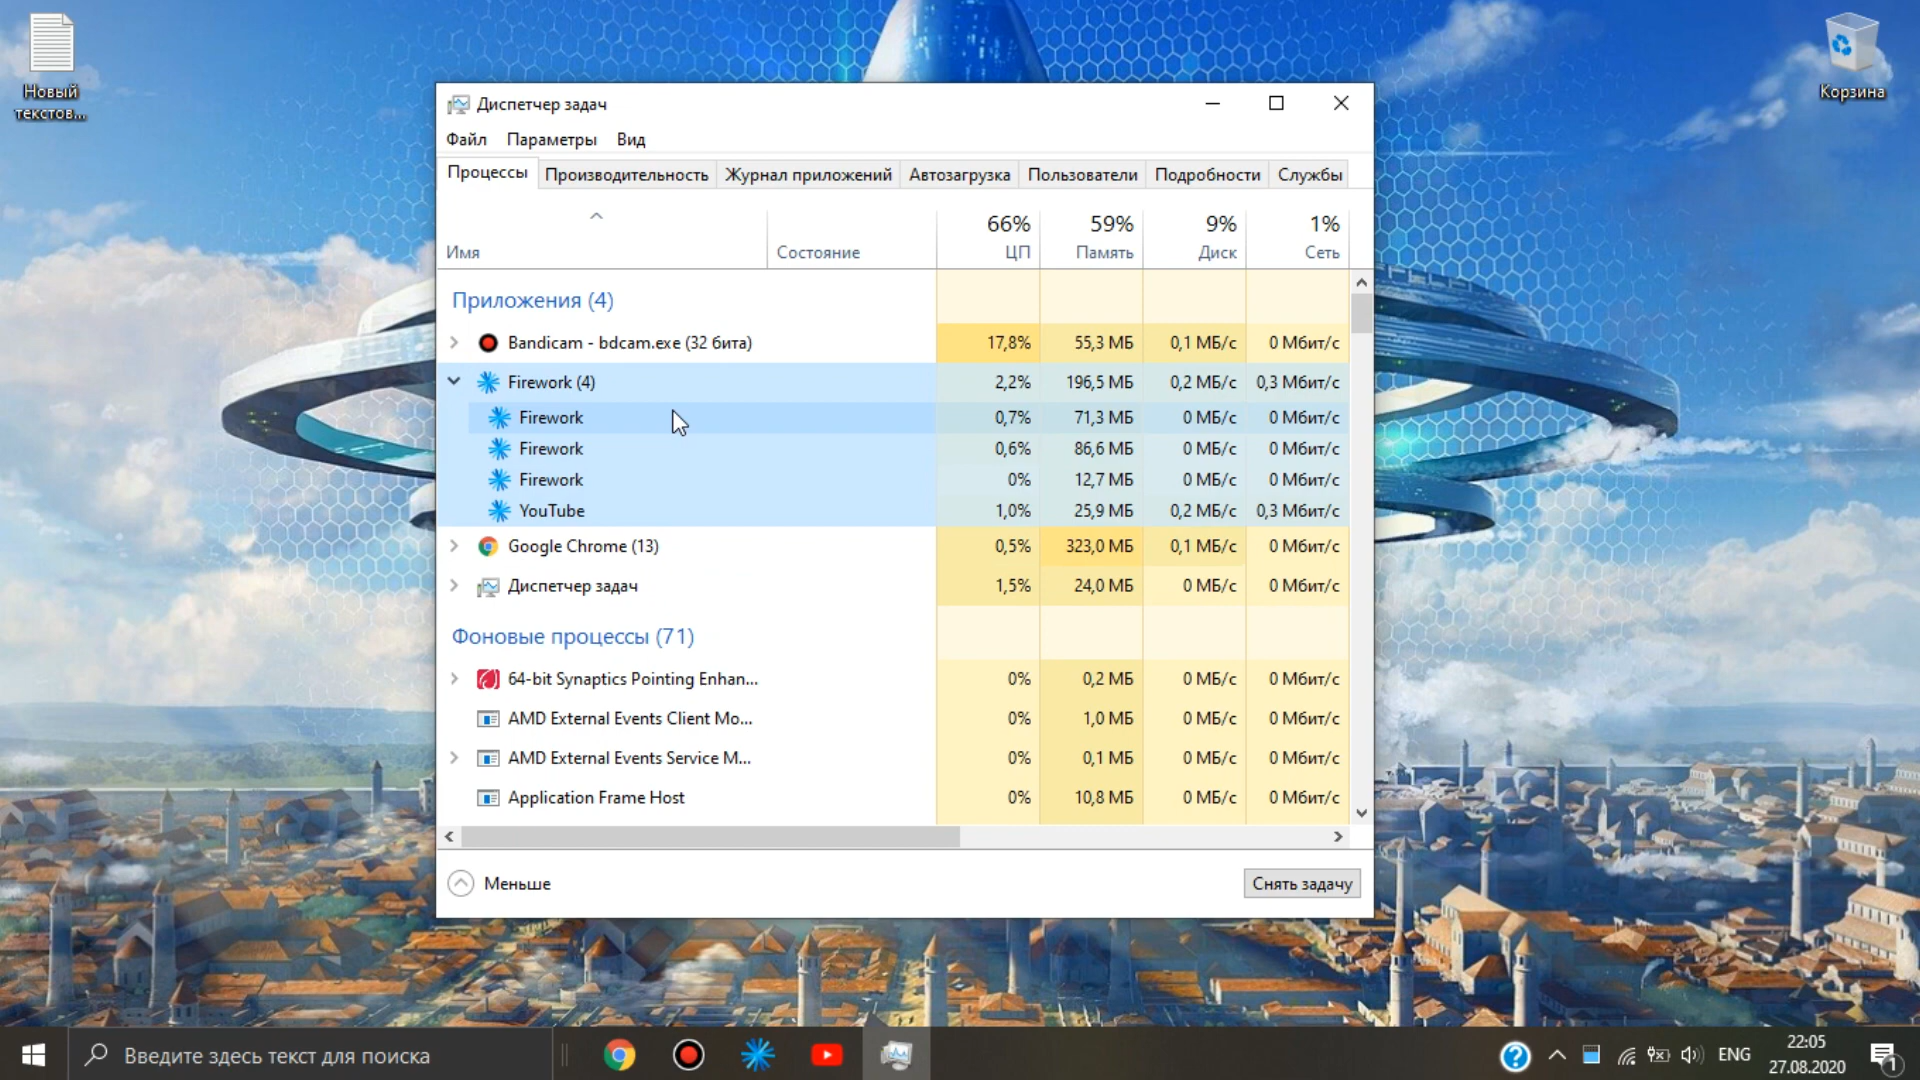 Новый
текстов...
Корзина
Диспетчер задач
Файл Параметры Вид
Процессы Производительность Журнал приложений Автозагрузка Пользователи Подробности Службы
66% 59% 9% 1%
Имя Состояние ЦП Память Диск Сеть
Приложения (4)
Bandicam - bdcam.exe (32 бита) 17,8% 55,3 МБ 0,1 МБ/с 0 Мбит/с
Firework (4) 2,2% 196,5 МБ 0,2 МБ/с 0,3 Мбит/с
Firework 0,7% 71,3 МБ 0 МБ/с 0 Мбит/с
Firework 0,6% 86,6 МБ 0 МБ/с 0 Мбит/с
Firework 0% 12,7 МБ 0 МБ/с 0 Мбит/с
YouTube 1,0% 25,9 МБ 0,2 МБ/с 0,3 Мбит/с
Google Chrome (13) 0,5% 323,0 МБ 0,1 МБ/с 0 Мбит/с
Диспетчер задач 1,5% 24,0 МБ 0 МБ/с 0 Мбит/с
Фоновые процессы (71)
64-bit Synaptics Pointing Enhan... 0% 0,2 МБ 0 МБ/с 0 Мбит/с
AMD External Events Client Mo... 0% 1,0 МБ 0 МБ/с 0 Мбит/с
AMD External Events Service M... 0% 0,1 МБ 0 МБ/с 0 Мбит/с
Application Frame Host 0% 10,8 МБ 0 МБ/с 0 Мбит/с
Меньше Снять задачу
Введите здесь текст для поиска
ENG
22:05
27.08.2020
1